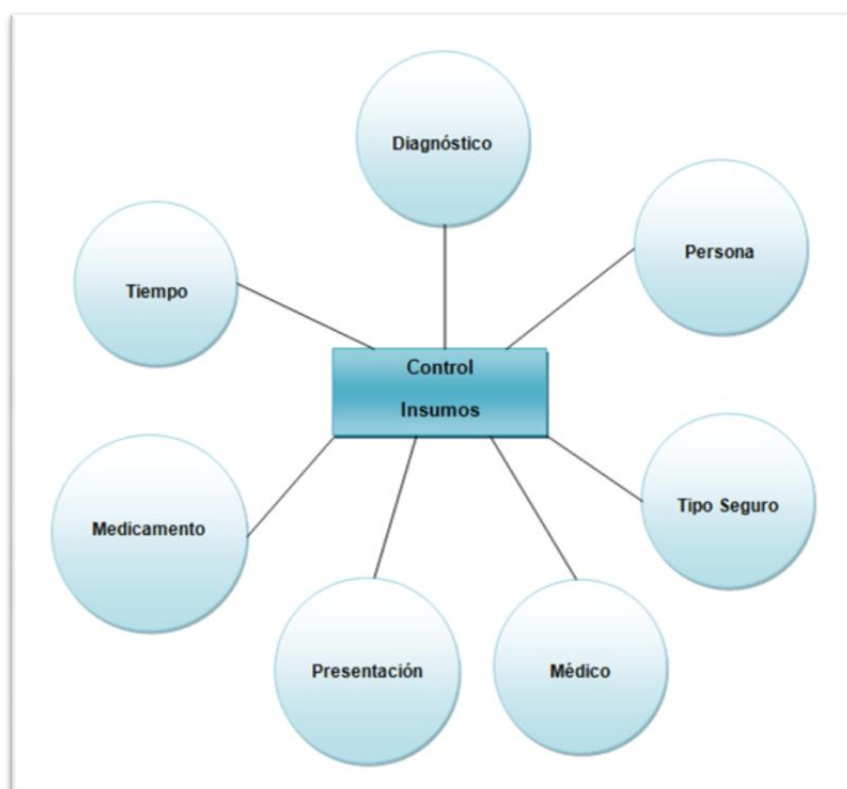 Diagnóstico
Persona
Tiempo
Control
Insumos
Tipo Seguro
Medicamento
Presentación
Médico